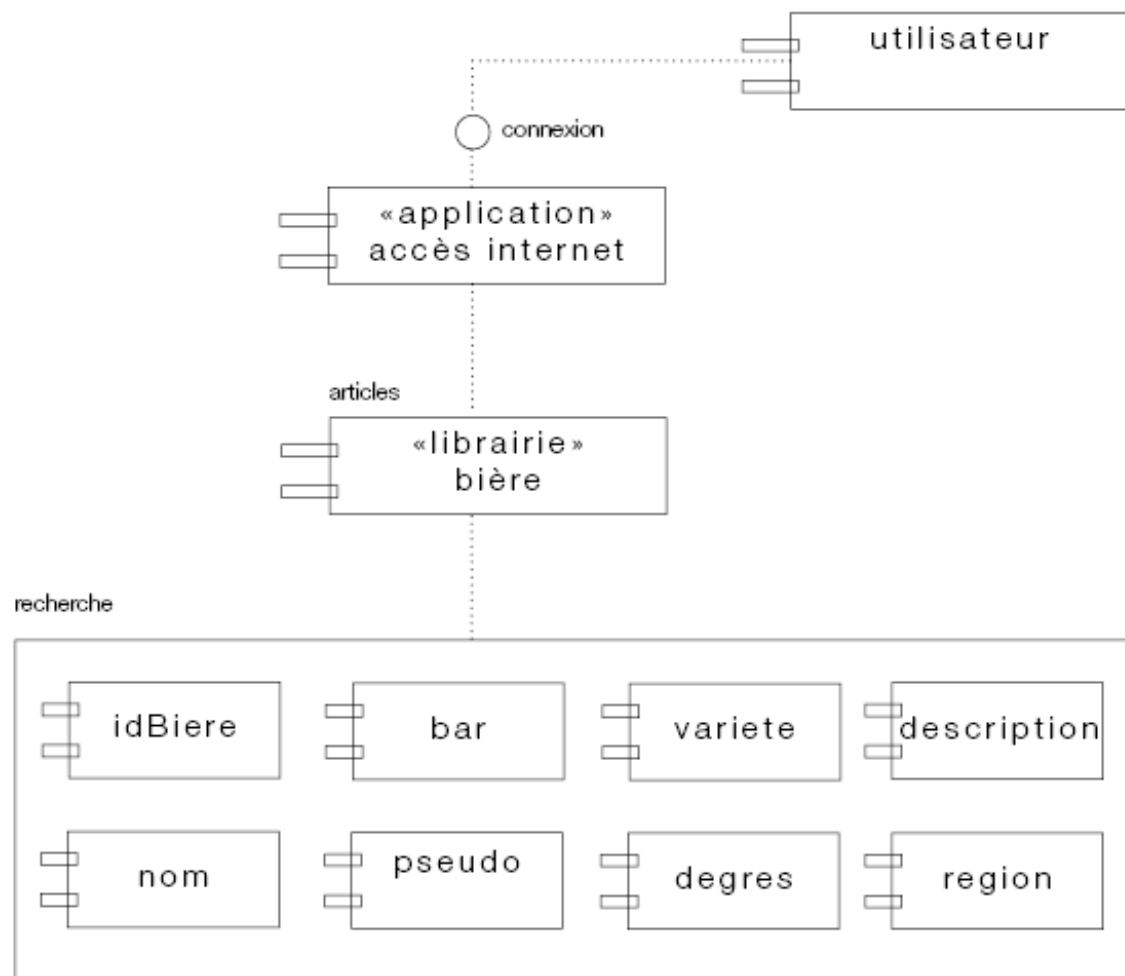 utilisateur
connexion
«application»
accès internet
articles
«librairie»
bière
recherche
idBiere
bar
variete
description
nom
pseudo
degres
region